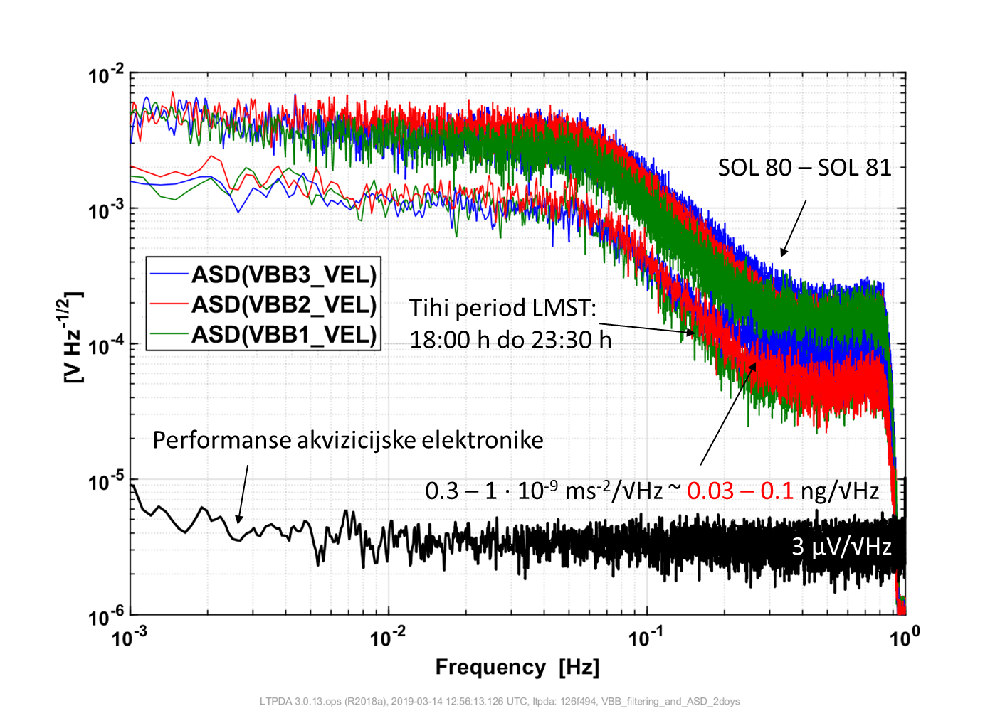 10-2
10-3
10-4
10-5
10-6
[V Hz-1/2]
SOL 80 – SOL 81
ASD(VBB3_VEL)
ASD(VBB2_VEL)
ASD(VBB1_VEL)
Tihi period LMST:
18:00 h do 23:30 h
Performanse akvizicijske elektronike
0.3 – 1 · 10-9 ms-2/√Hz ~ 0.03 – 0.1 ng/√Hz
3 µV/√Hz
10-3 10-2 10-1 100
Frequency [Hz]
LTPDA 3.0.13.ops (R2018a), 2019-03-14 12:56:13.126 UTC, ltpda: 126f494, VBB_filtering_and_ASD_2doys